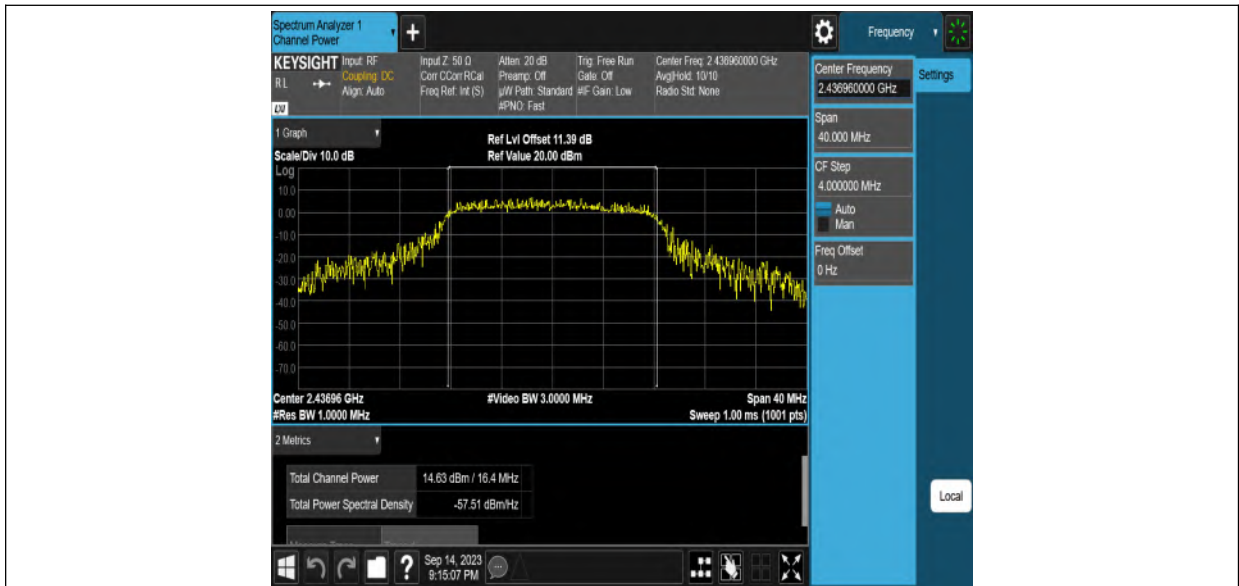 Spectrum Analyzer 1
Channel Power
+
Frequency
KEYSIGHT
R L
LXI
Input: RF
Coupling: DC
Align: Auto
Input Z: 50 Ω
Corr CCorr RCal
Freq Ref: Int (S)
Atten: 20 dB
Preamp: Off
µW Path: Standard
#PNO: Fast
Trig: Free Run
Gate: Off
#IF Gain: Low
Center Freq: 2.436960000 GHz
Avg|Hold: 10/10
Radio Std: None
Center Frequency
2.436960000 GHz
Settings
Span
40.000 MHz
CF Step
4.000000 MHz
Auto
Man
Freq Offset
0 Hz
1 Graph
Scale/Div 10.0 dB
Ref Lvl Offset 11.39 dB
Ref Value 20.00 dBm
Log
10.0
0.00
-10.0
-20.0
-30.0
-40.0
-50.0
-60.0
-70.0
Center 2.43696 GHz
#Video BW 3.0000 MHz
Span 40 MHz
#Res BW 1.0000 MHz
Sweep 1.00 ms (1001 pts)
2 Metrics
Total Channel Power 14.63 dBm / 16.4 MHz
Total Power Spectral Density -57.51 dBm/Hz
Local
?
Sep 14, 2023
9:15:07 PM